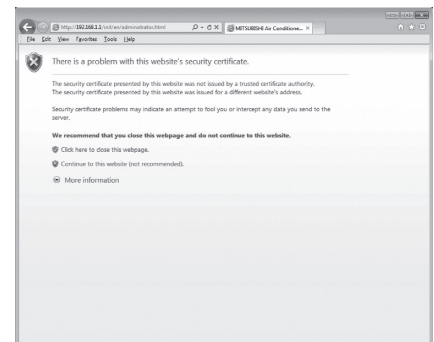 http://192.168.1.1/init/en/administrator.html
MITSUBISHI Air Conditione...
File Edit View Favorites Tools Help
There is a problem with this website's security certificate.
The security certificate presented by this website was not issued by a trusted certificate authority.
The security certificate presented by this website was issued for a different website's address.
Security certificate problems may indicate an attempt to fool you or intercept any data you send to the
server.
We recommend that you close this webpage and do not continue to this website.
Click here to close this webpage.
Continue to this website (not recommended).
More information